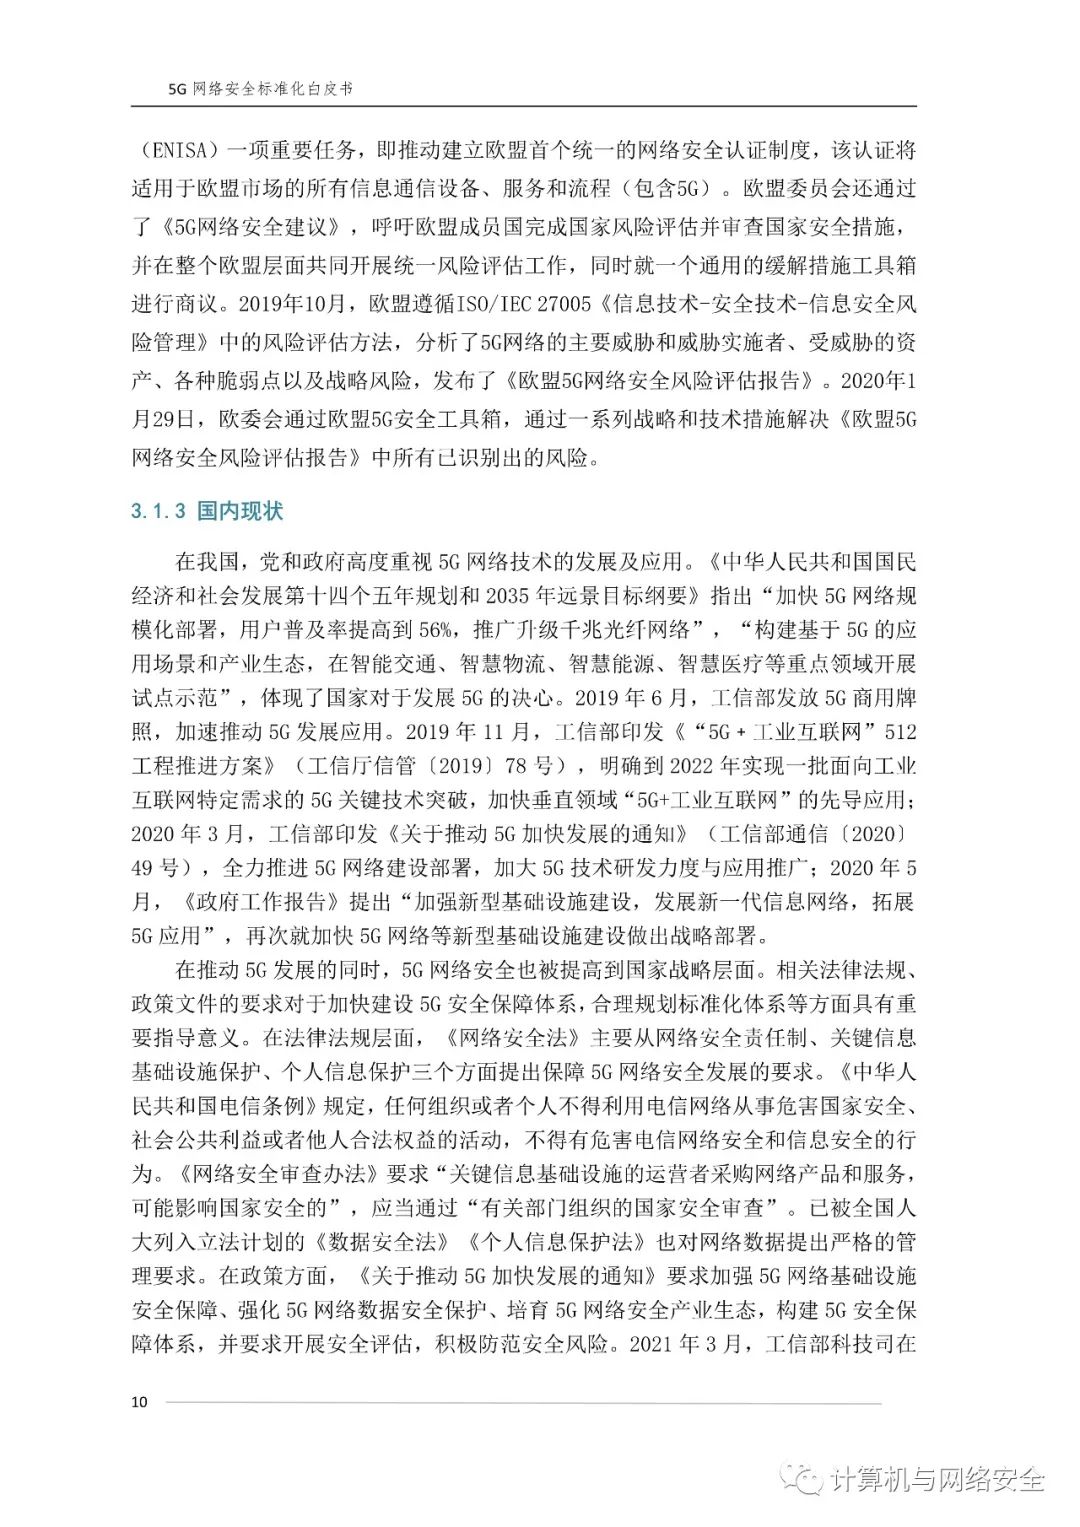 5G 网络安全标准化白皮书
（ENISA）一项重要任务，即推动建立欧盟首个统一的网络安全认证制度，该认证将
适用于欧盟市场的所有信息通信设备、服务和流程（包含5G）。欧盟委员会还通过
了《5G网络安全建议》，呼吁欧盟成员国完成国家风险评估并审查国家安全措施，
并在整个欧盟层面共同开展统一风险评估工作，同时就一个通用的缓解措施工具箱
进行商议。2019年10月，欧盟遵循ISO/IEC 27005《信息技术-安全技术-信息安全风
险管理》中的风险评估方法，分析了5G网络的主要威胁和威胁实施者、受威胁的资
产、各种脆弱点以及战略风险，发布了《欧盟5G网络安全风险评估报告》。2020年1
月29日，欧委会通过欧盟5G安全工具箱，通过一系列战略和技术措施解决《欧盟5G
网络安全风险评估报告》中所有已识别出的风险。
3.1.3 国内现状
在我国，党和政府高度重视 5G 网络技术的发展及应用。《中华人民共和国国民
经济和社会发展第十四个五年规划和 2035 年远景目标纲要》指出“加快 5G 网络规
模化部署，用户普及率提高到 56%，推广升级千兆光纤网络”，“构建基于 5G 的应
用场景和产业生态，在智能交通、智慧物流、智慧能源、智慧医疗等重点领域开展
试点示范”，体现了国家对于发展 5G 的决心。2019 年 6 月，工信部发放 5G 商用牌
照，加速推动 5G 发展应用。2019 年 11 月，工信部印发《“5G + 工业互联网”512
工程推进方案》（工信厅信管〔2019〕78 号），明确到 2022 年实现一批面向工业
互联网特定需求的 5G 关键技术突破，加快垂直领域“5G+工业互联网”的先导应用；
2020 年 3 月，工信部印发《关于推动 5G 加快发展的通知》（工信部通信〔2020〕
49 号），全力推进 5G 网络建设部署，加大 5G 技术研发力度与应用推广；2020 年 5
月，《政府工作报告》提出“加强新型基础设施建设，发展新一代信息网络，拓展
5G 应用”，再次就加快 5G 网络等新型基础设施建设做出战略部署。
在推动 5G 发展的同时，5G 网络安全也被提高到国家战略层面。相关法律法规、
政策文件的要求对于加快建设 5G 安全保障体系，合理规划标准化体系等方面具有重
要指导意义。在法律法规层面，《网络安全法》主要从网络安全责任制、关键信息
基础设施保护、个人信息保护三个方面提出保障 5G 网络安全发展的要求。《中华人
民共和国电信条例》规定，任何组织或者个人不得利用电信网络从事危害国家安全、
社会公共利益或者他人合法权益的活动，不得有危害电信网络安全和信息安全的行
为。《网络安全审查办法》要求“关键信息基础设施的运营者采购网络产品和服务，
可能影响国家安全的”，应当通过“有关部门组织的国家安全审查”。已被全国人
大列入立法计划的《数据安全法》《个人信息保护法》也对网络数据提出严格的管
理要求。在政策方面，《关于推动 5G 加快发展的通知》要求加强 5G 网络基础设施
安全保障、强化 5G 网络数据安全保护、培育 5G 网络安全产业生态，构建 5G 安全保
障体系，并要求开展安全评估，积极防范安全风险。2021 年 3 月，工信部科技司在
10
计算机与网络安全